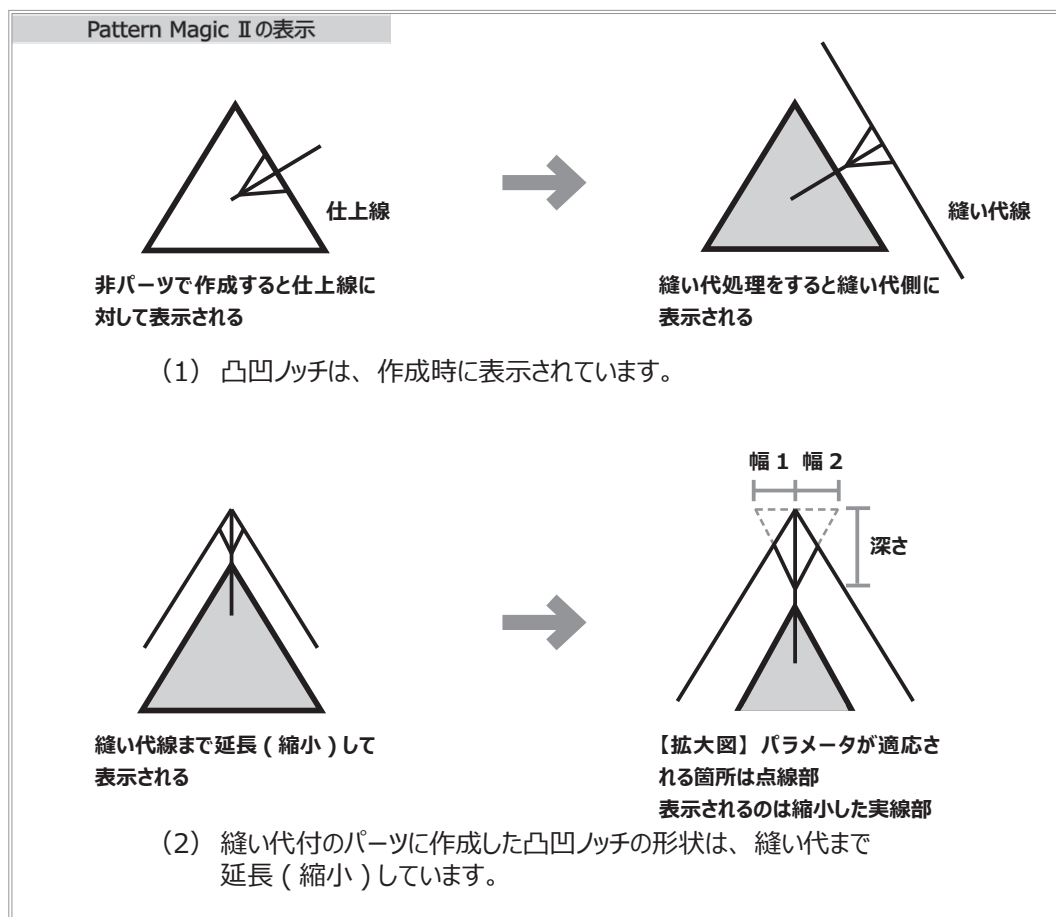 Pattern Magic Ⅱの表示
仕上線
縫い代線
非パーツで作成すると仕上線に
対して表示される
縫い代処理をすると縫い代側に
表示される
（1） 凸凹ノッチは、作成時に表示されています。
幅 1 幅 2
深さ
縫い代線まで延長 ( 縮小 ) して
表示される
【拡大図】パラメータが適応さ
れる箇所は点線部
表示されるのは縮小した実線部
（2） 縫い代付のパーツに作成した凸凹ノッチの形状は、縫い代まで
延長 ( 縮小 ) しています。